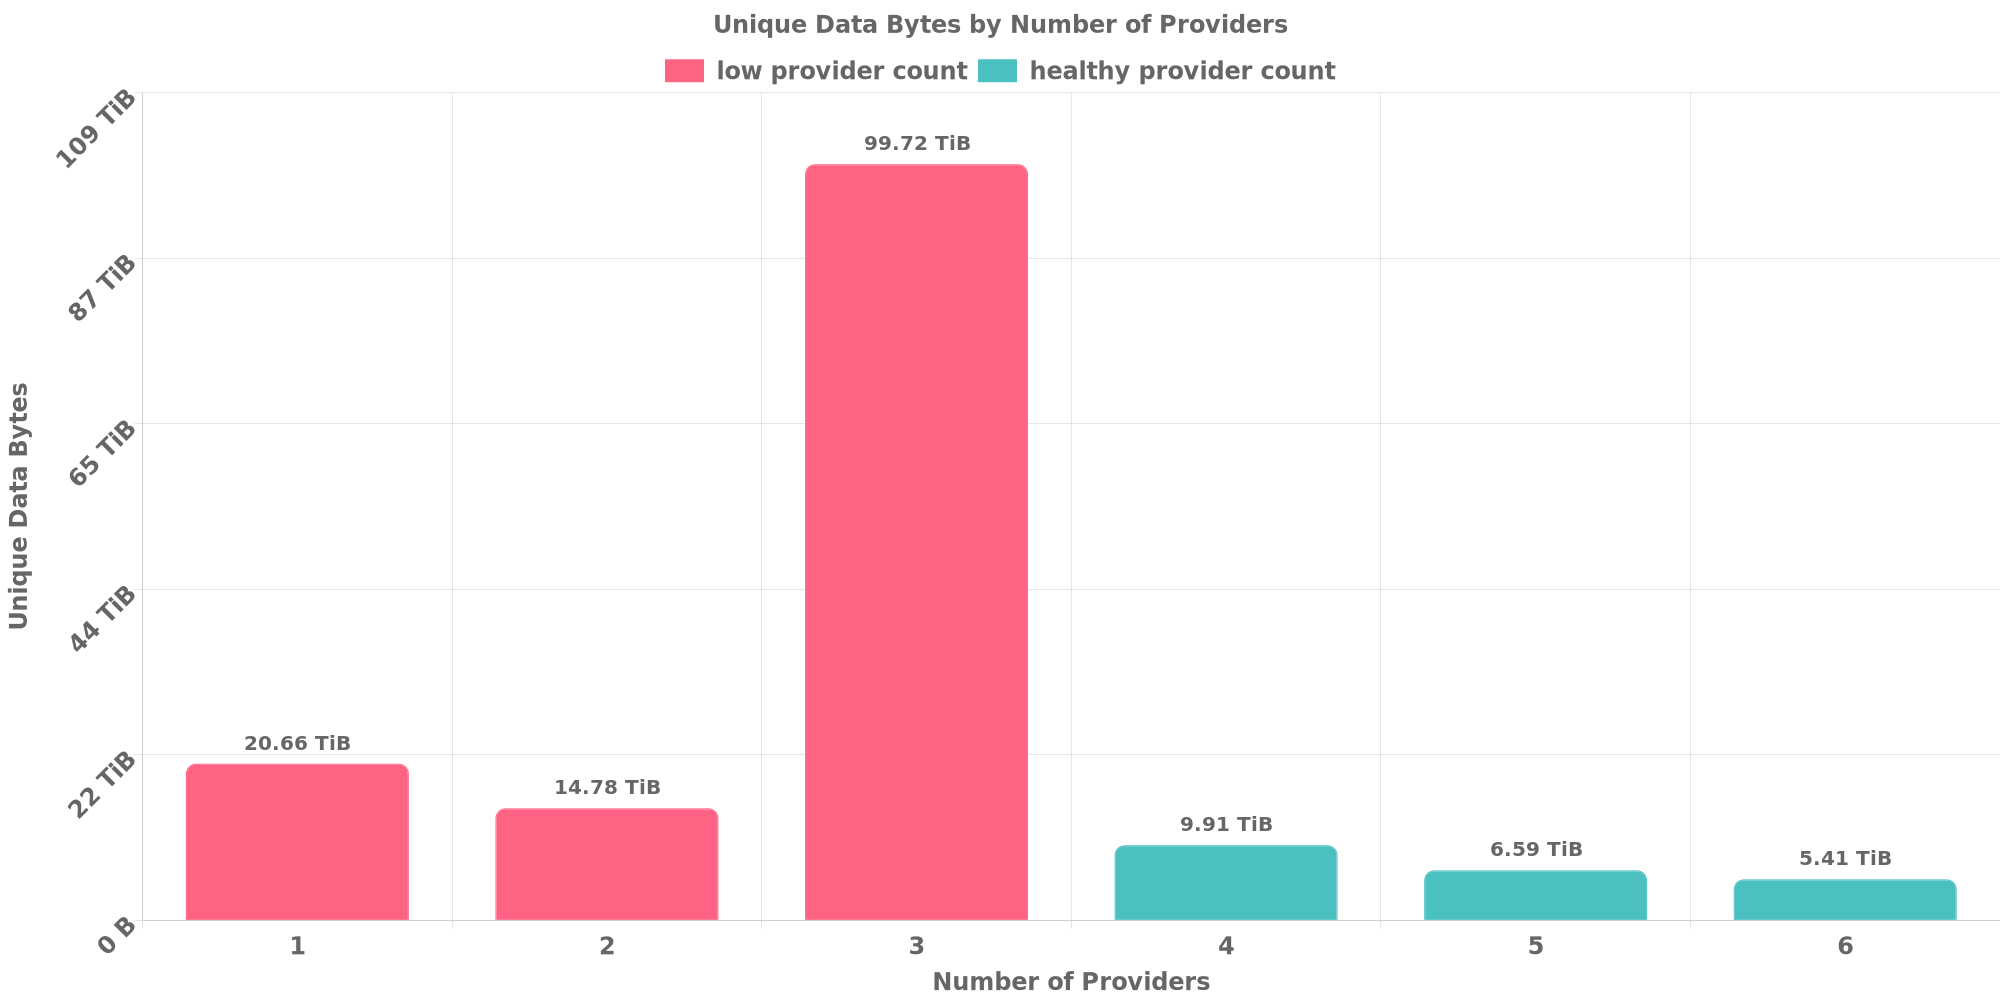 Unique Data Bytes by Number of Providers
low provider count
healthy provider count
109 TiB
87 TiB
65 TiB
44 TiB
22 TiB
0 B
Unique Data Bytes
20.66 TiB
14.78 TiB
99.72 TiB
9.91 TiB
6.59 TiB
5.41 TiB
1
2
3
4
5
6
Number of Providers